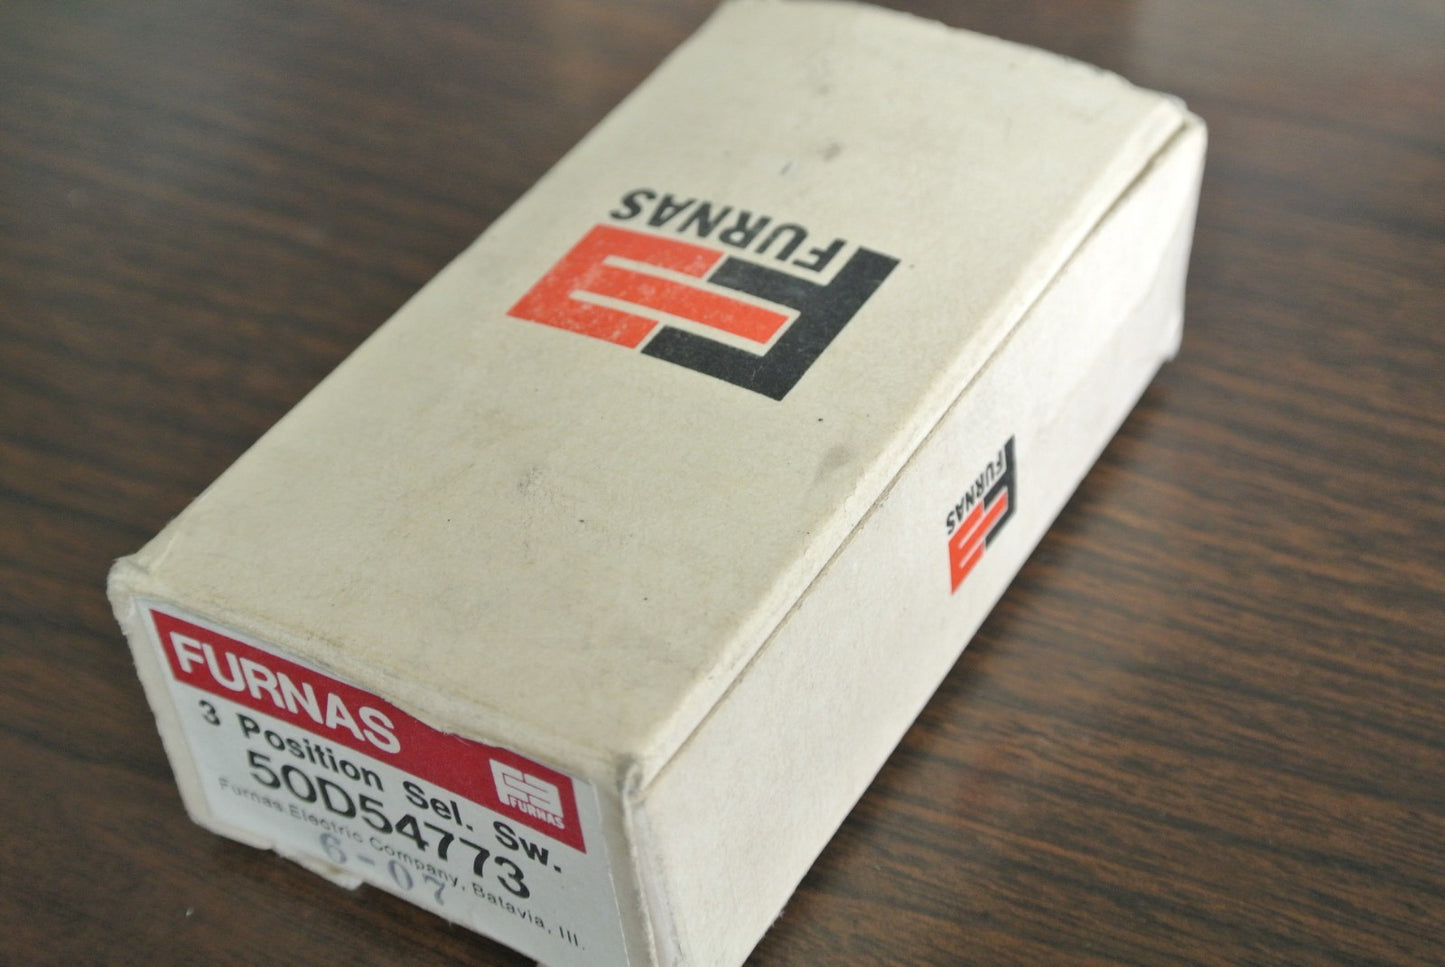 FURNAS
FURNAS
FURNAS
FURNAS
3 Position Sel. Sw.
50D54773
Furnas Electric Company, Batavia, Ill.
6-07